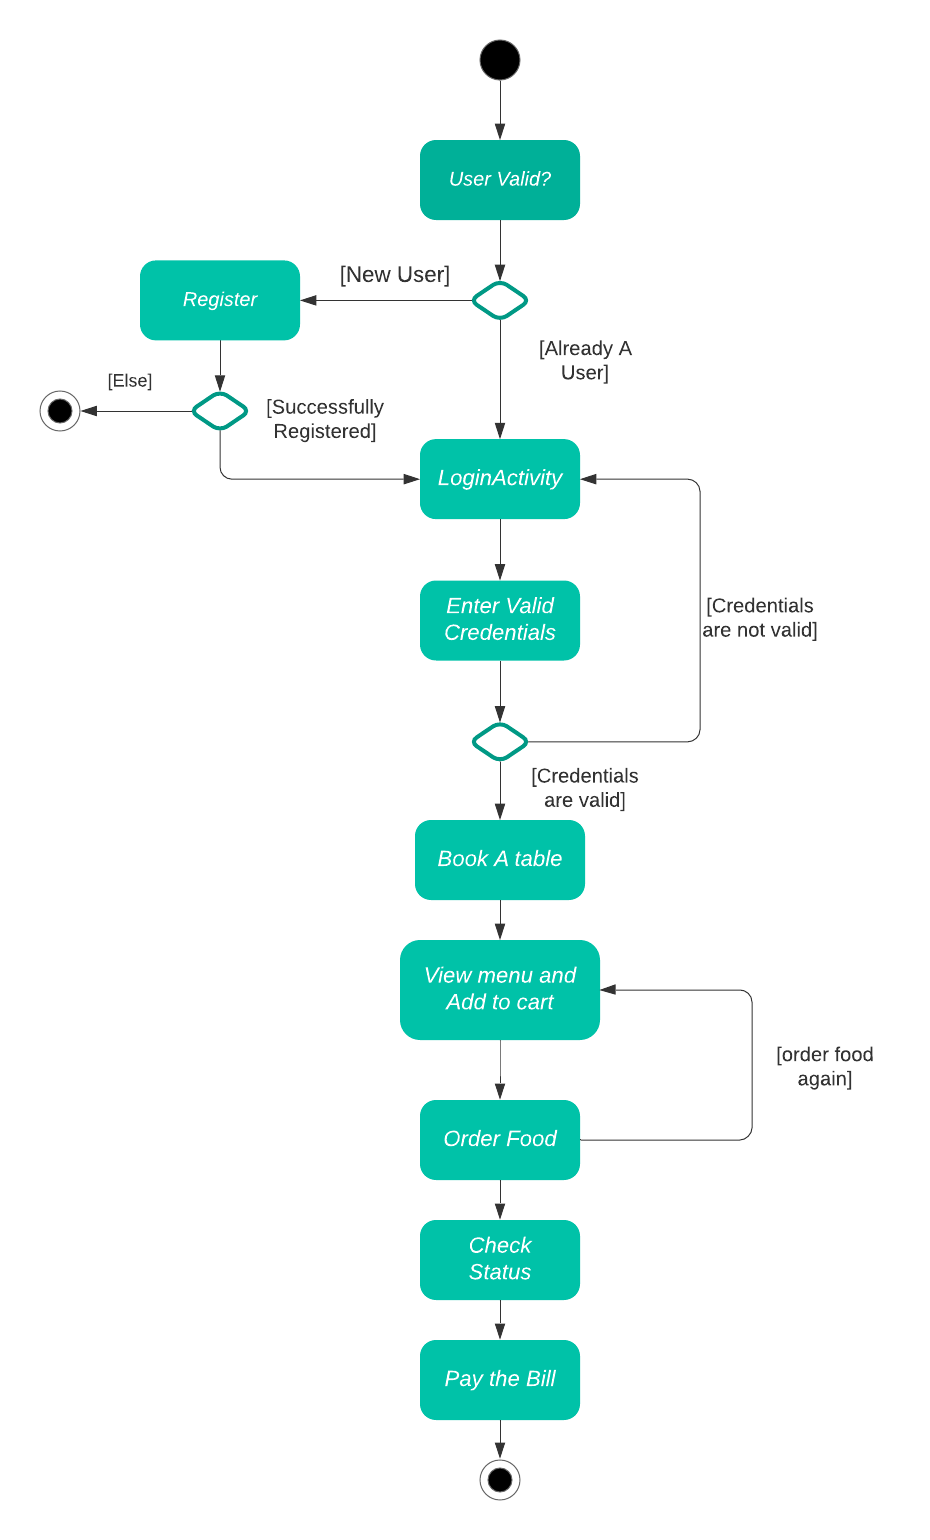 User Valid?
[New User]
Register
[Already A
User]
[Else]
[Successfully
Registered]
LoginActivity
Enter Valid
Credentials
[Credentials
are not valid]
[Credentials
are valid]
Book A table
View menu and
Add to cart
[order food
again]
Order Food
Check
Status
Pay the Bill